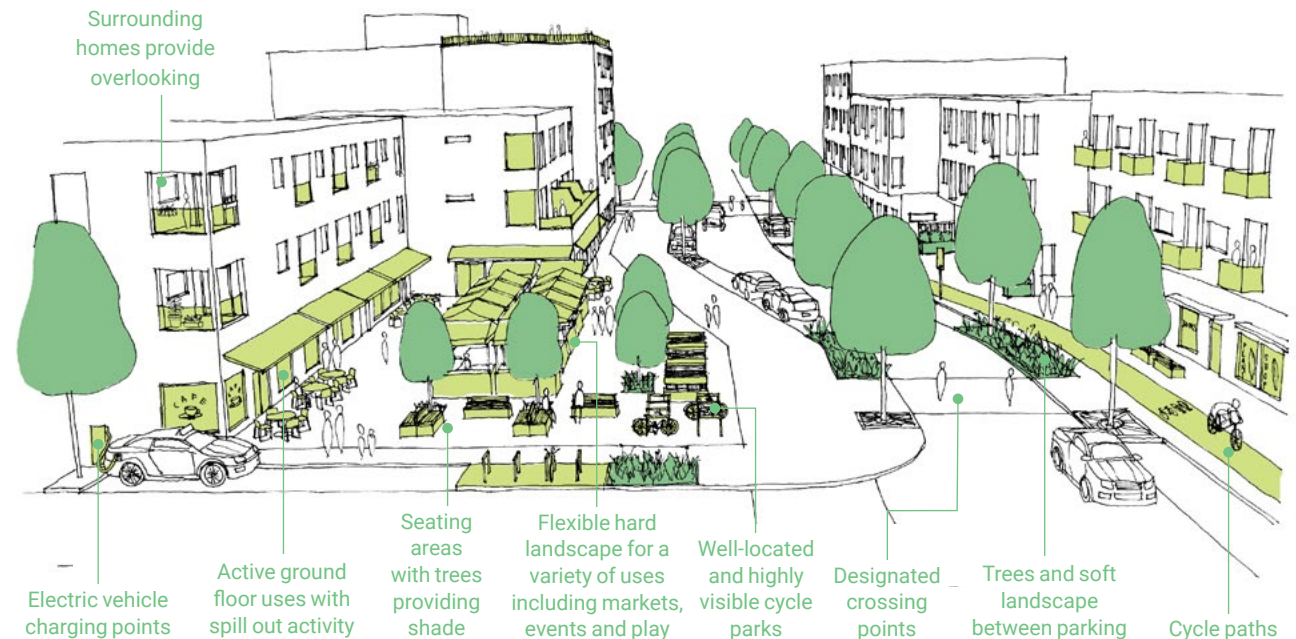 Surrounding
homes provide
overlooking
CAFE
Electric vehicle
charging points
Active ground
floor uses with
spill out activity
Seating
areas
with trees
providing
shade
Flexible hard
landscape for a
variety of uses
including markets,
events and play
Well-located
and highly
visible cycle
parks
Designated
crossing
points
Trees and soft
landscape
between parking
Cycle paths